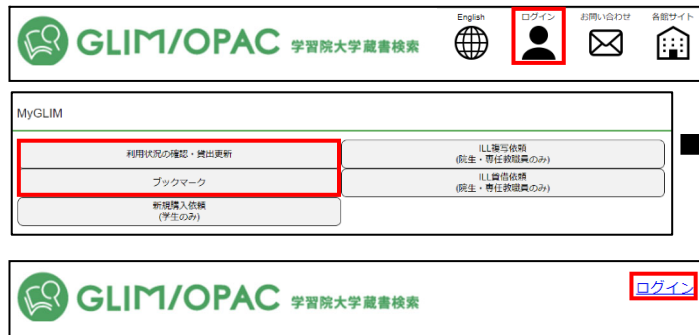 English ログイン お問い合わせ 各館サイト
GLIM/OPAC 学習院大学蔵書検索
MyGLIM
利用状況の確認・貸出更新
ILL複写依頼
(院生・専任教職員のみ)
ブックマーク
ILL貸借依頼
(院生・専任教職員のみ)
新規購入依頼
(学生のみ)
GLIM/OPAC 学習院大学蔵書検索
ログイン